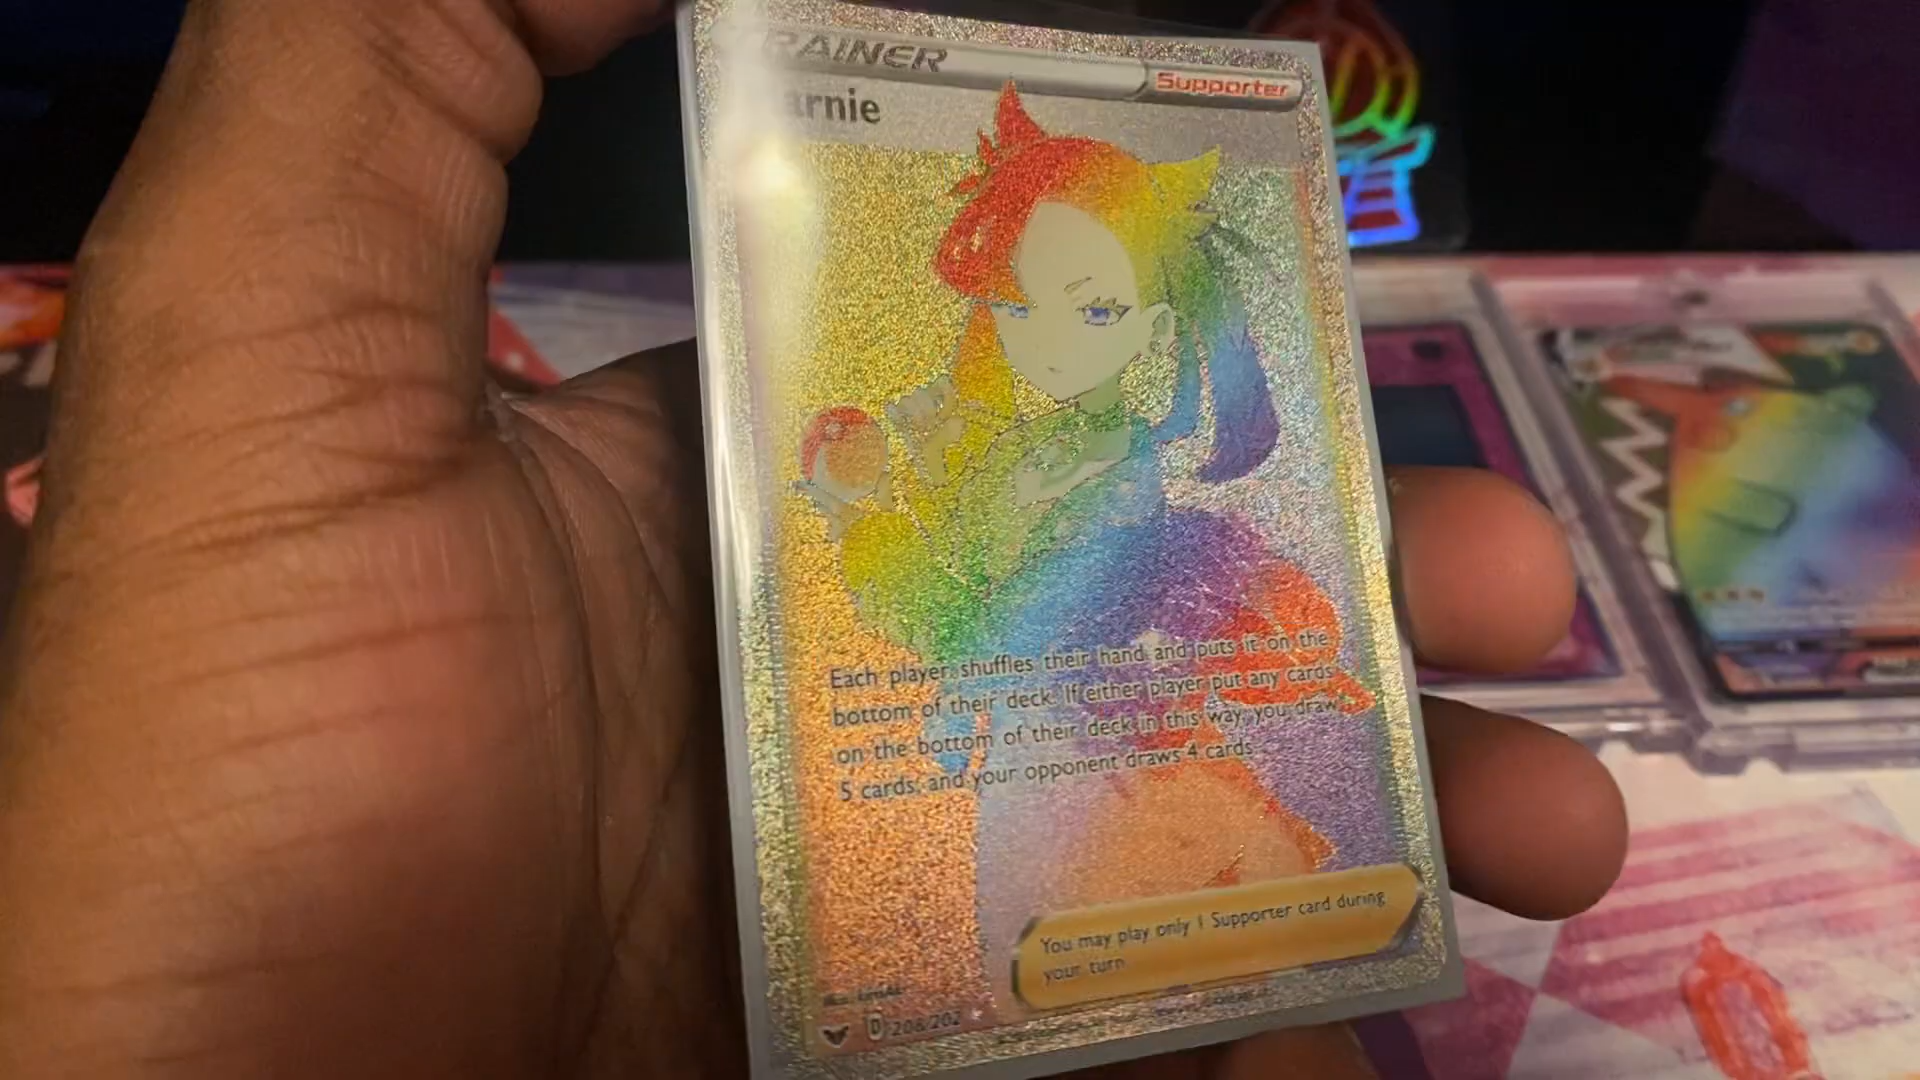 RAINER
Supporter
arnie
Each player shuffles their hand and puts it on the
bottom of their deck. If either player put any cards
on the bottom of their deck in this way, you draw
5 cards, and your opponent draws 4 cards.
You may play only 1 Supporter card during
your turn.
D 208/202